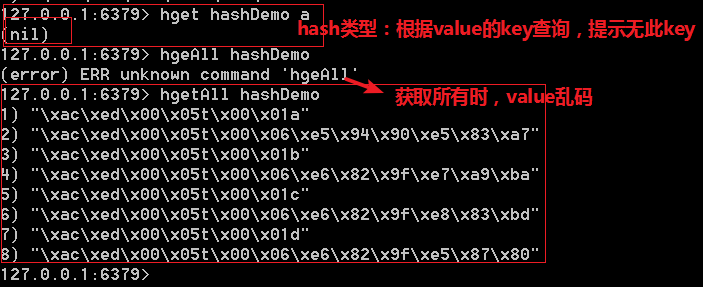 127.0.0.1:6379> hget hashDemo a
(nil)
hash类型：根据value的key查询，提示无此key
127.0.0.1:6379> hgeAll hashDemo
(error) ERR unknown command 'hgeAll'
127.0.0.1:6379> hgetAll hashDemo
获取所有时，value乱码
1) "\xac\xed\x00\x05t\x00\x01a"
2) "\xac\xed\x00\x05t\x00\x06\xe5\x94\x90\xe5\x83\xa7"
3) "\xac\xed\x00\x05t\x00\x01b"
4) "\xac\xed\x00\x05t\x00\x06\xe6\x82\x9f\xe7\xa9\xba"
5) "\xac\xed\x00\x05t\x00\x01c"
6) "\xac\xed\x00\x05t\x00\x06\xe6\x82\x9f\xe8\x83\xbd"
7) "\xac\xed\x00\x05t\x00\x01d"
8) "\xac\xed\x00\x05t\x00\x06\xe6\x82\x9f\xe5\x87\x80"
127.0.0.1:6379>